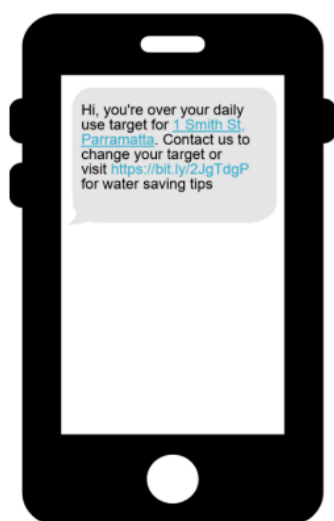 Hi, you're over your daily
use target for 1 Smith St,
Parramatta. Contact us to
change your target or
visit https://bit.ly/2JgTdgP
for water saving tips